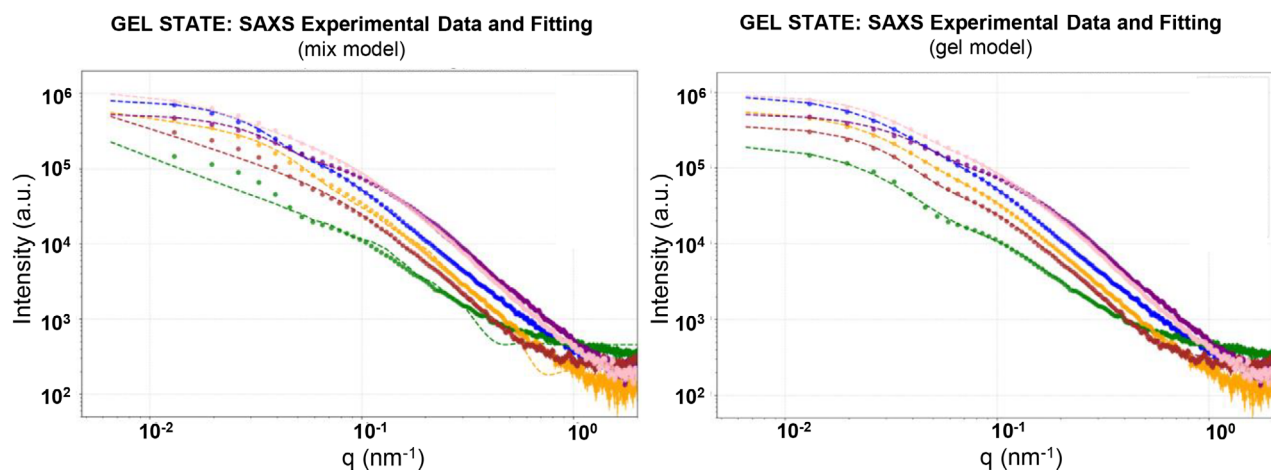 GEL STATE: SAXS Experimental Data and Fitting
(mix model)
Intensity (a.u.)
10⁶
10⁵
10⁴
10³
10²
10⁻²
10⁻¹
10⁰
q (nm⁻¹)
GEL STATE: SAXS Experimental Data and Fitting
(gel model)
Intensity (a.u.)
10⁶
10⁵
10⁴
10³
10²
10⁻²
10⁻¹
10⁰
q (nm⁻¹)